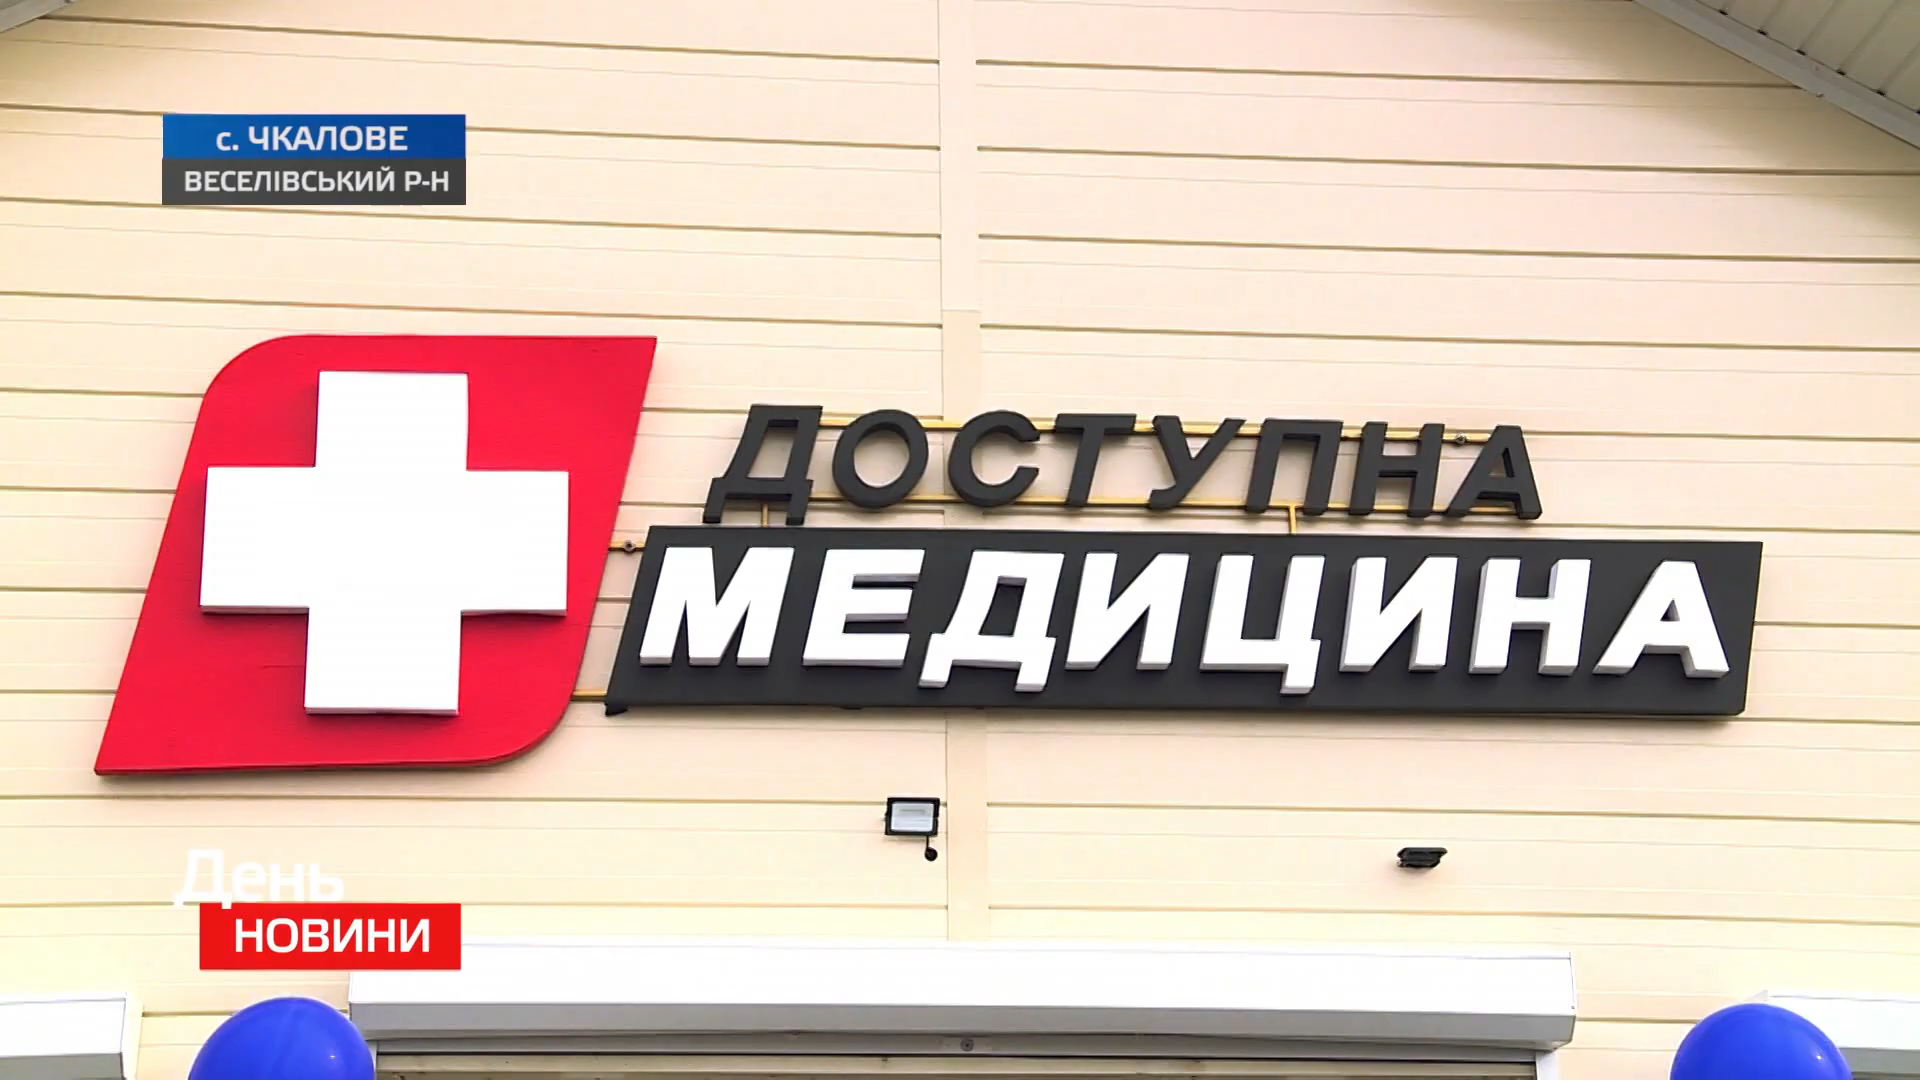 с. ЧКАЛОВЕ
ВЕСЕЛІВСЬКИЙ Р-Н
ДОСТУПНА
МЕДИЦИНА
День
НОВИНИ